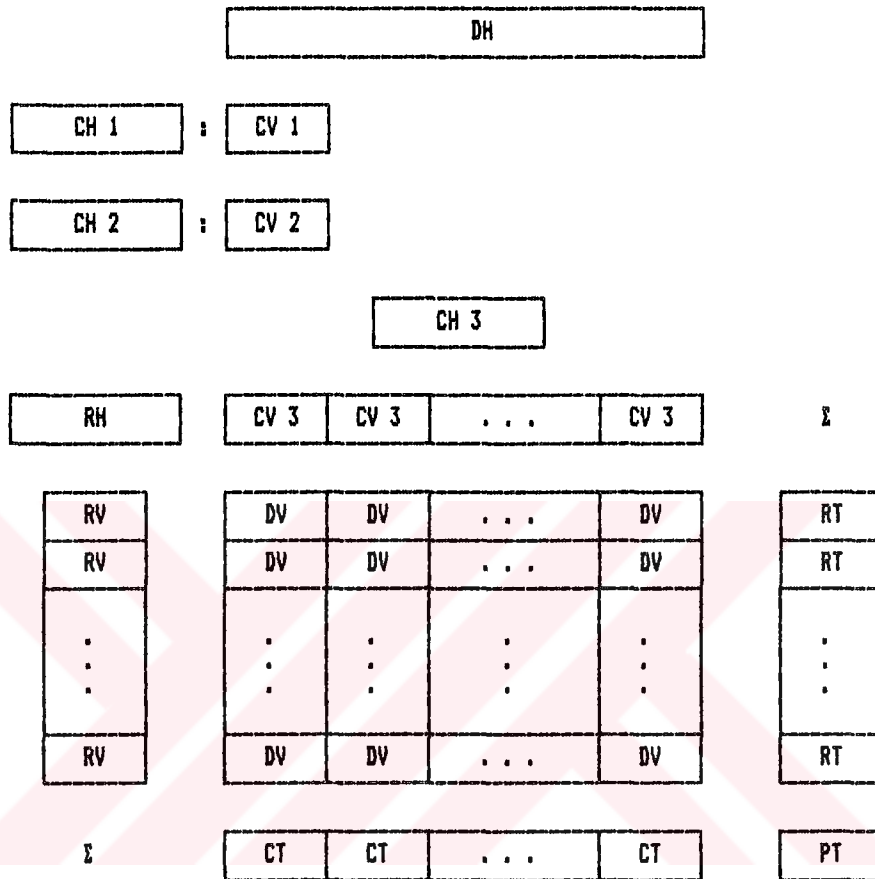 DH
CH 1 : CV 1
CH 2 : CV 2
CH 3
RH CV 3 CV 3 . . . CV 3 Σ
RV DV DV . . . DV RT
RV DV DV . . . DV RT
. . . . . .
. . . . . .
. . . . . .
RV DV DV . . . DV RT
Σ CT CT . . . CT PT